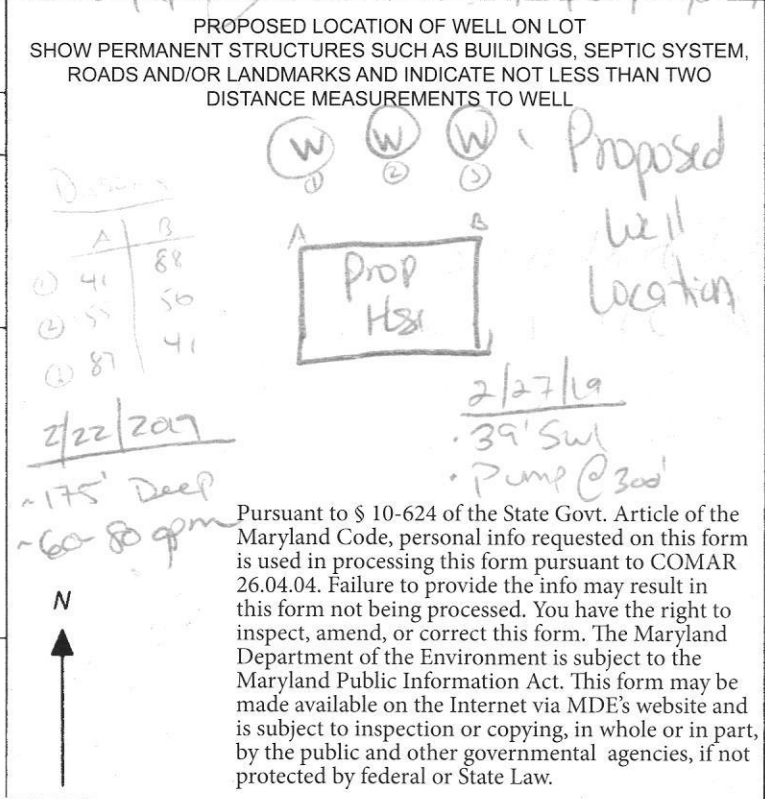 PROPOSED LOCATION OF WELL ON LOT
SHOW PERMANENT STRUCTURES SUCH AS BUILDINGS, SEPTIC SYSTEM,
ROADS AND/OR LANDMARKS AND INDICATE NOT LESS THAN TWO
DISTANCE MEASUREMENTS TO WELL
W W W Proposed
1 2 3
Well
Location
A B
Prop
Hse
A B
1 41 88
2 55 56
87 41
2/22/2019
~175' Deep
~60-80 gpm
2/27/19
• 39' Swl
• Pump @ 300'
Pursuant to § 10-624 of the State Govt. Article of the
Maryland Code, personal info requested on this form
is used in processing this form pursuant to COMAR
26.04.04. Failure to provide the info may result in
this form not being processed. You have the right to
inspect, amend, or correct this form. The Maryland
Department of the Environment is subject to the
Maryland Public Information Act. This form may be
made available on the Internet via MDE's website and
is subject to inspection or copying, in whole or in part,
by the public and other governmental agencies, if not
protected by federal or State Law.
N